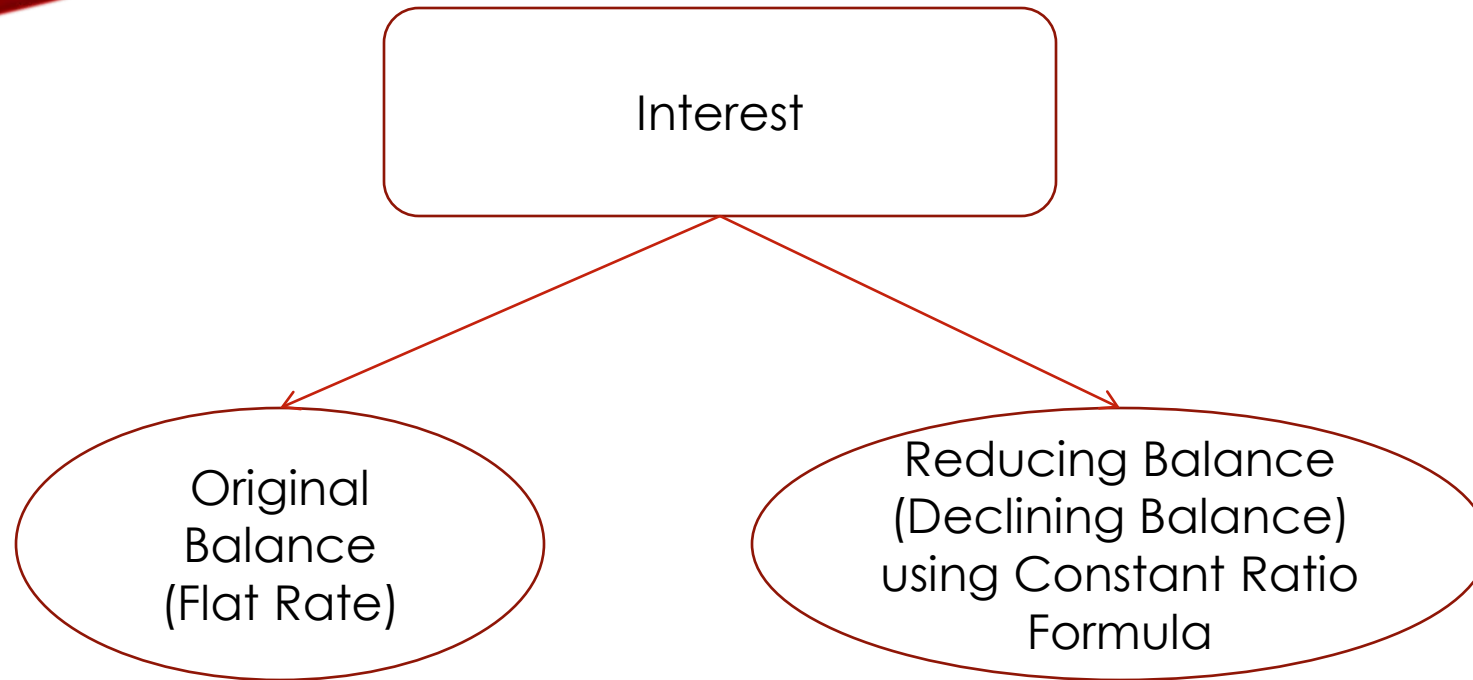 Interest
Original
Balance
(Flat Rate)
Reducing Balance
(Declining Balance)
using Constant Ratio
Formula